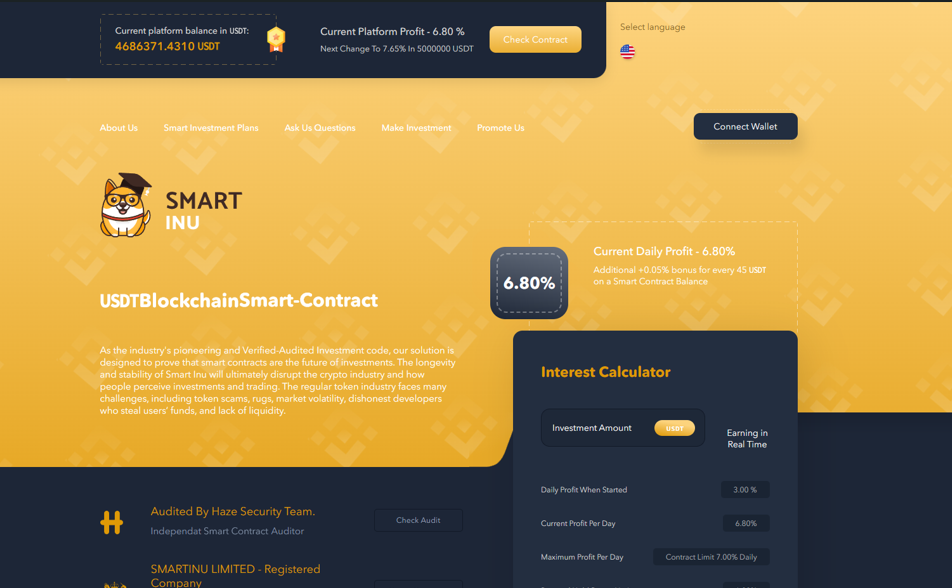 Current platform balance in USDT:
4686371.4310 USDT
Current Platform Profit - 6.80 %
Next Change To 7.65% In 5000000 USDT
Check Contract
Select language
About Us
Smart Investment Plans
Ask Us Questions
Make Investment
Promote Us
Connect Wallet
SMART
INU
6.80%
Current Daily Profit - 6.80%
Additional +0.05% bonus for every 45 USDT
on a Smart Contract Balance
USDTBlockchainSmart-Contract
As the industry's pioneering and Verified-Audited Investment code, our solution is
designed to prove that smart contracts are the future of investments. The longevity
and stability of Smart Inu will ultimately disrupt the crypto industry and how
people perceive investments and trading. The regular token industry faces many
challenges, including token scams, rugs, market volatility, dishonest developers
who steal users' funds, and lack of liquidity.
Interest Calculator
Investment Amount
USDT
Earning in
Real Time
Daily Profit When Started
3.00 %
Current Profit Per Day
6.80%
Maximum Profit Per Day
Contract Limit 7.00% Daily
Audited By Haze Security Team.
Independat Smart Contract Auditor
Check Audit
SMARTINU LIMITED - Registered
Company